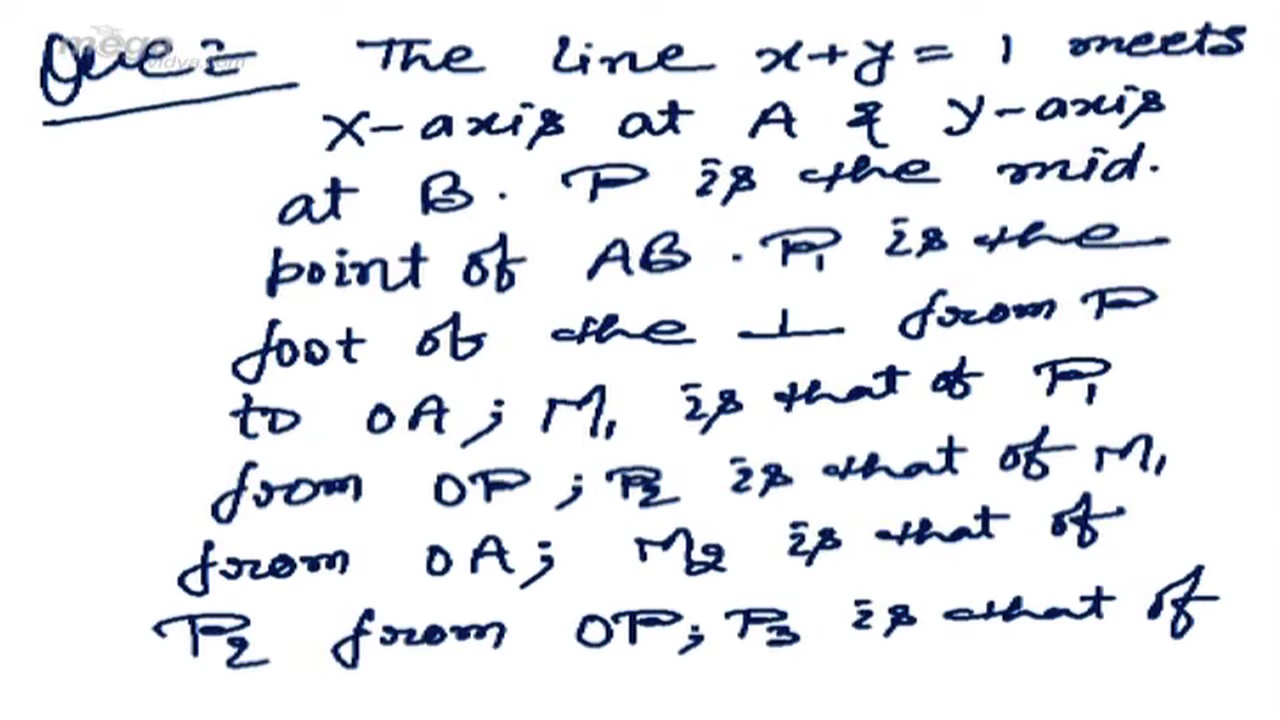 Que:- The line x+y = 1 meets
X-axis at A & y-axis
at B. P is the mid.
point of AB. P₁ is the
foot of the ⊥ from P
to OA; M₁ is that of P₁
from OP; P₂ is that of M₁
from OA; M₂ is that of
P₂ from OP; P₃ is that of